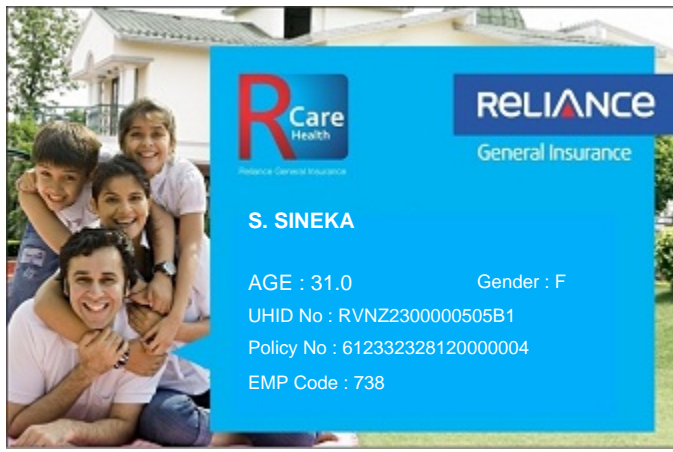 R Care
Health
Reliance General Insurance
RELIANCE
General Insurance
S. SINEKA
AGE : 31.0
Gender : F
UHID No : RVNZ2300000505B1
Policy No : 612332328120000004
EMP Code : 738